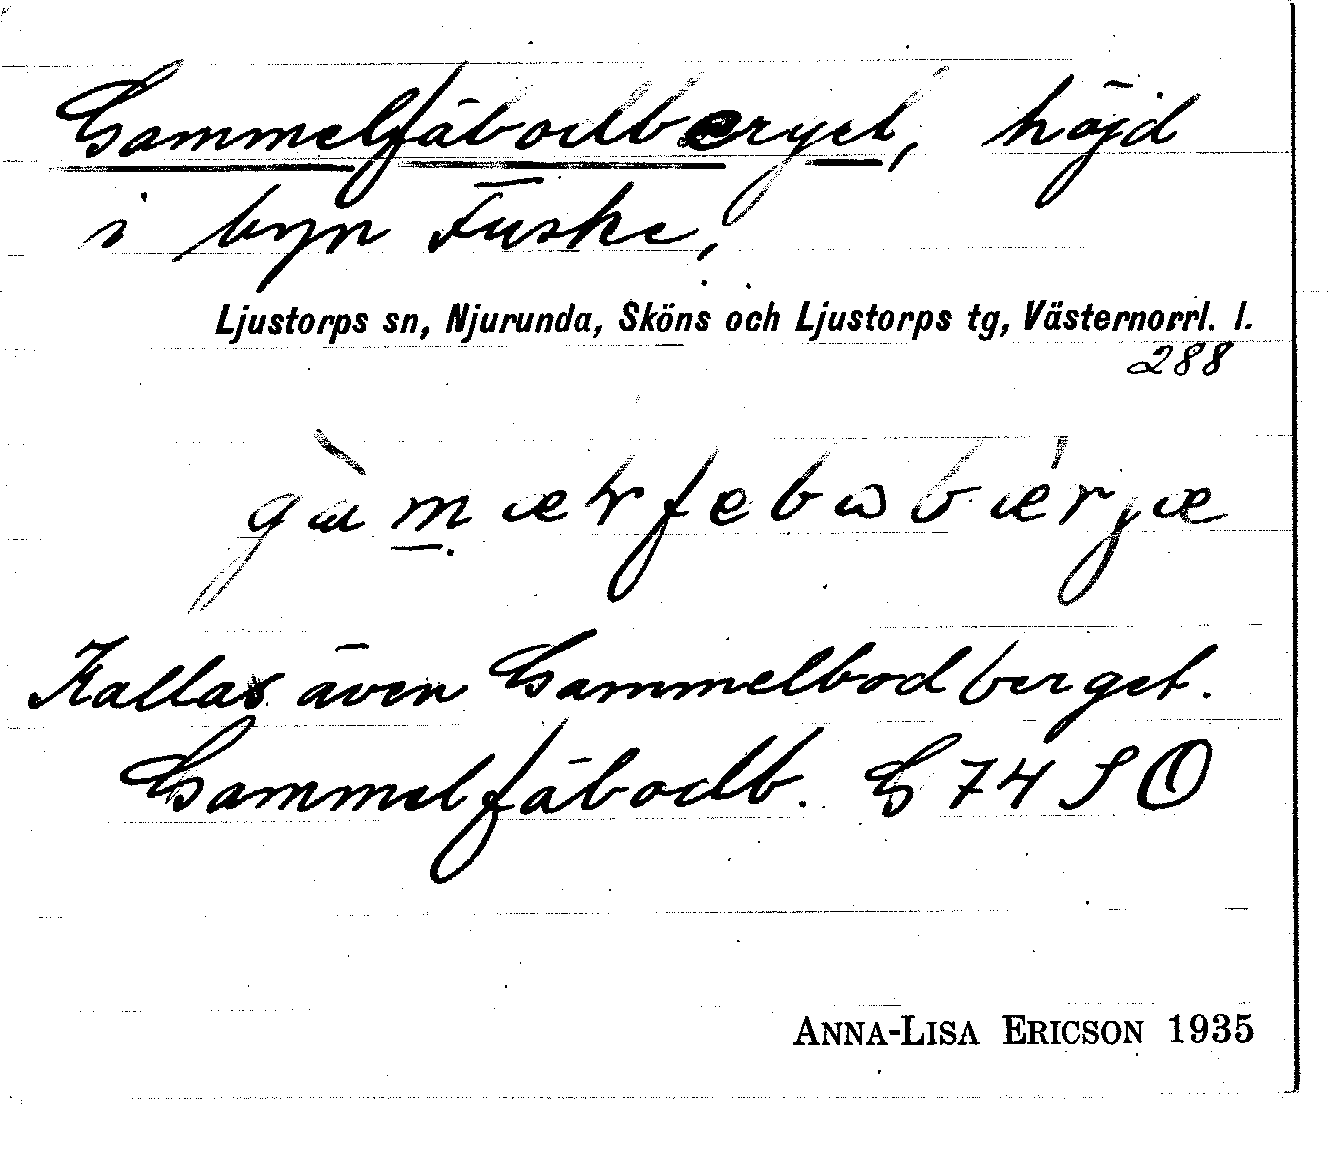 Gammelfäbodberget, höjd
i byn Fuske,
Ljustorps sn, Njurunda, Sköns och Ljustorps tg, Västernorrl. l.
288
Kallas även Gammelbodberget.
Gammelfäbodb. G 74 S O
ANNA-LISA ERICSON 1935